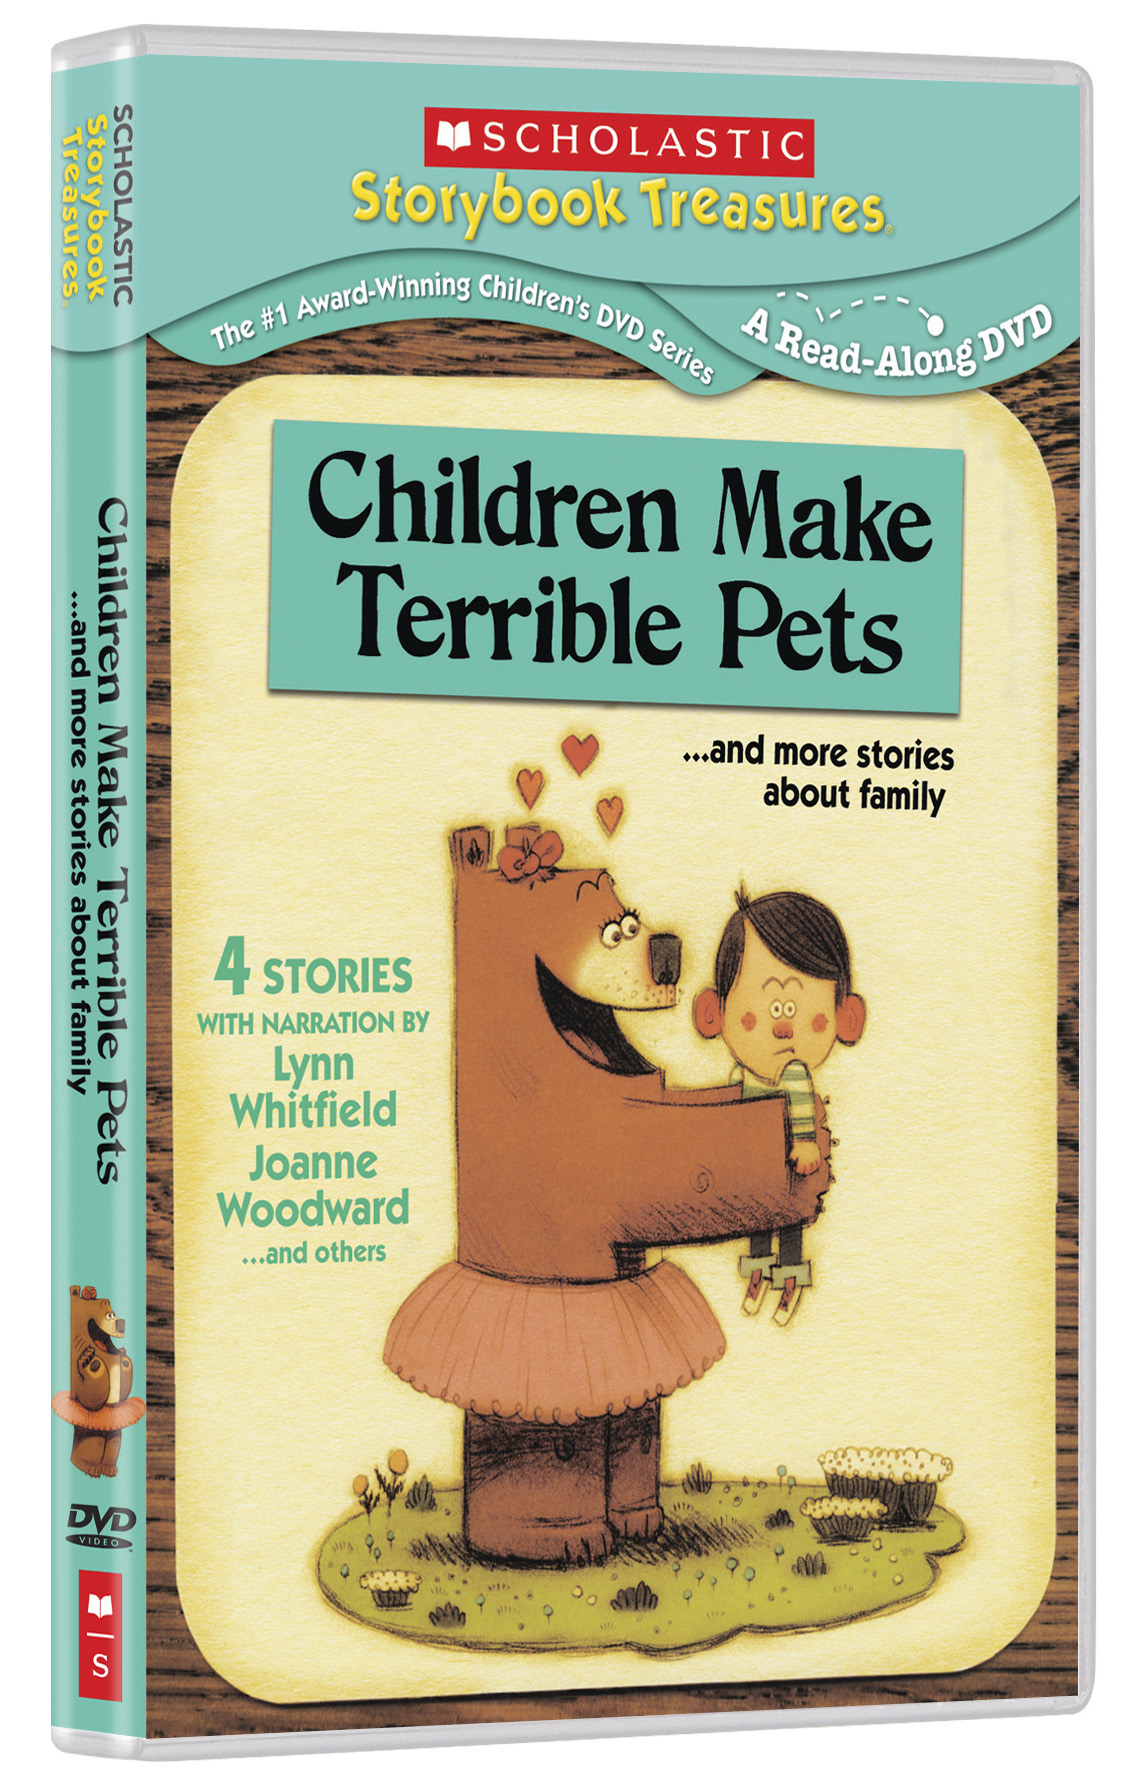 SCHOLASTIC
Storybook Treasures®
The #1 Award-Winning Children's DVD Series
A Read-Along DVD
Children Make
Terrible Pets
...and more stories
about family
4 STORIES
WITH NARRATION BY
Lynn
Whitfield
Joanne
Woodward
...and others
SCHOLASTIC
Storybook
Treasures®
Children Make Terrible Pets
...and more stories about family
DVD
VIDEO™
S